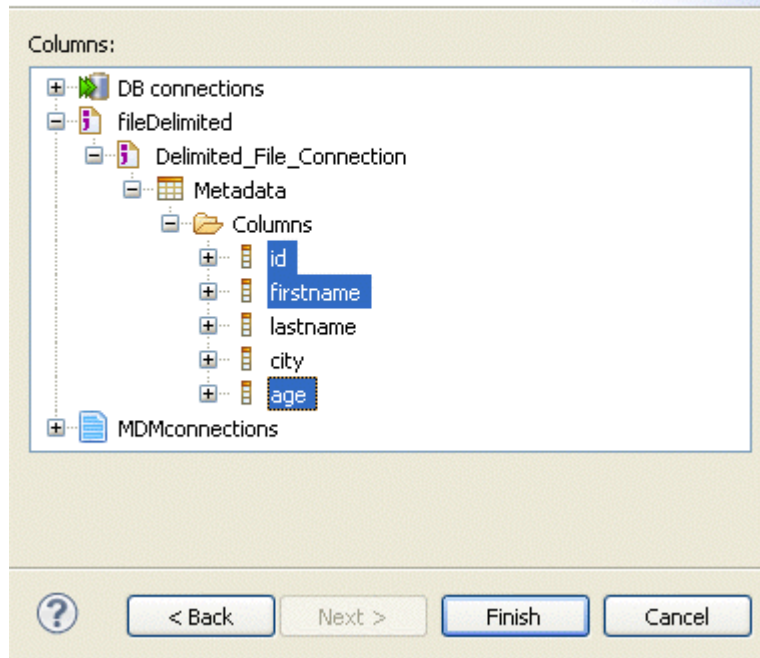 Columns:
DB connections
fileDelimited
Delimited_File_Connection
Metadata
Columns
id
firstname
lastname
city
age
MDMconnections
? < Back Next > Finish Cancel